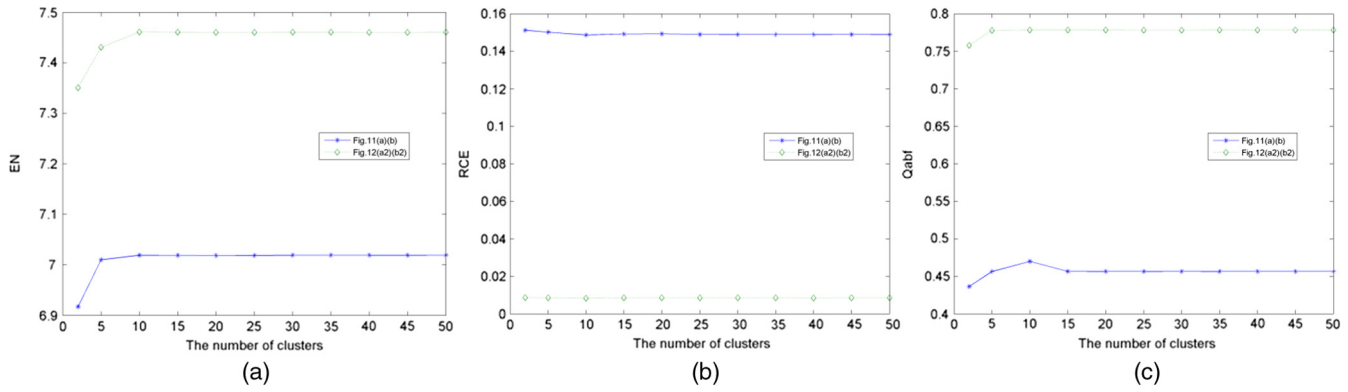 7.5
7.4
7.3
7.2
7.1
7
6.9
EN
0 5 10 15 20 25 30 35 40 45 50
The number of clusters
Fig.11(a)(b)
Fig.12(a2)(b2)
(a)
0.16
0.14
0.12
0.1
0.08
0.06
0.04
0.02
0
RCE
0 5 10 15 20 25 30 35 40 45 50
The number of clusters
Fig.11(a)(b)
Fig.12(a2)(b2)
(b)
0.8
0.75
0.7
0.65
0.6
0.55
0.5
0.45
0.4
Qabf
0 5 10 15 20 25 30 35 40 45 50
The number of clusters
Fig.11(a)(b)
Fig.12(a2)(b2)
(c)